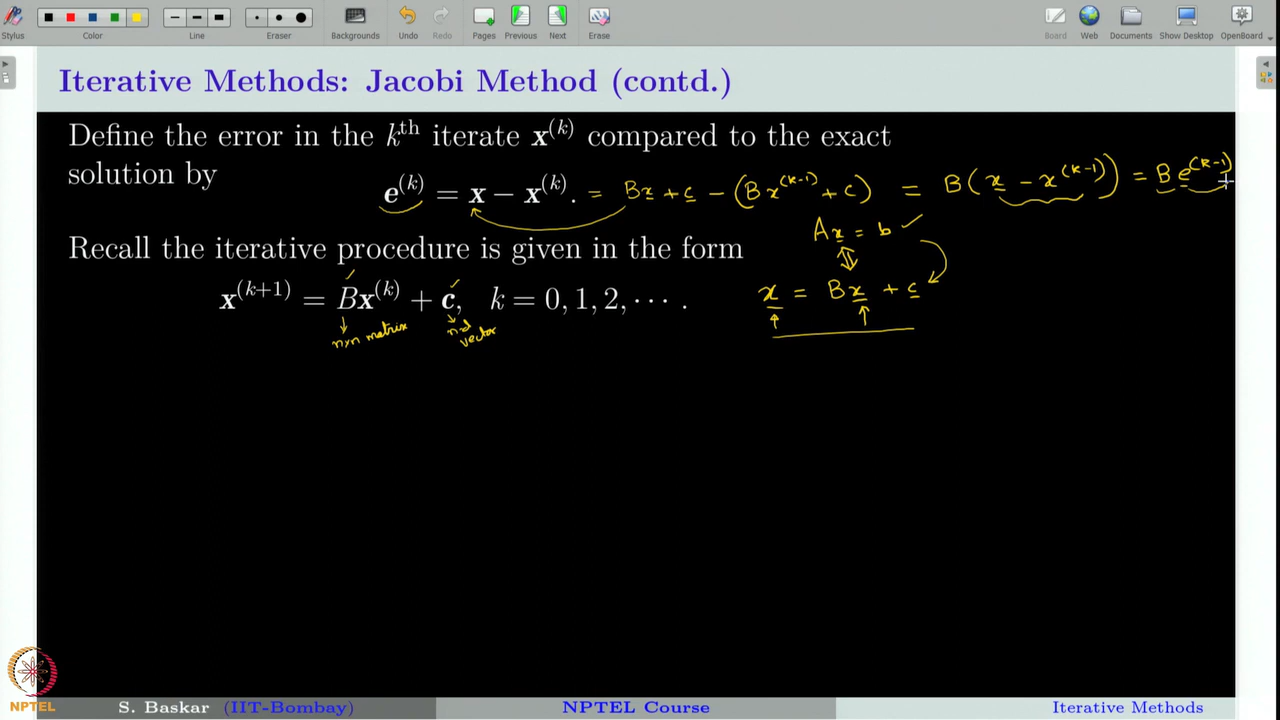 Stylus Color Line Eraser Backgrounds Undo Redo Pages Previous Next Erase Board Web Documents Show Desktop OpenBoard
Iterative Methods: Jacobi Method (contd.)
Define the error in the kᵗʰ iterate x⁽ᵏ⁾ compared to the exact
solution by
e⁽ᵏ⁾ = x − x⁽ᵏ⁾. = Bx + c − (Bx⁽ᵏ⁻¹⁾ + c) = B(x − x⁽ᵏ⁻¹⁾) = Be⁽ᵏ⁻¹⁾
Ax = b ✓
⇕
Recall the iterative procedure is given in the form
x⁽ᵏ⁺¹⁾ = Bx⁽ᵏ⁾ + c, k = 0, 1, 2, ⋯ .
x = Bx + c
n×n matrix
n-d vector
NPTEL
S. Baskar (IIT-Bombay) NPTEL Course Iterative Methods